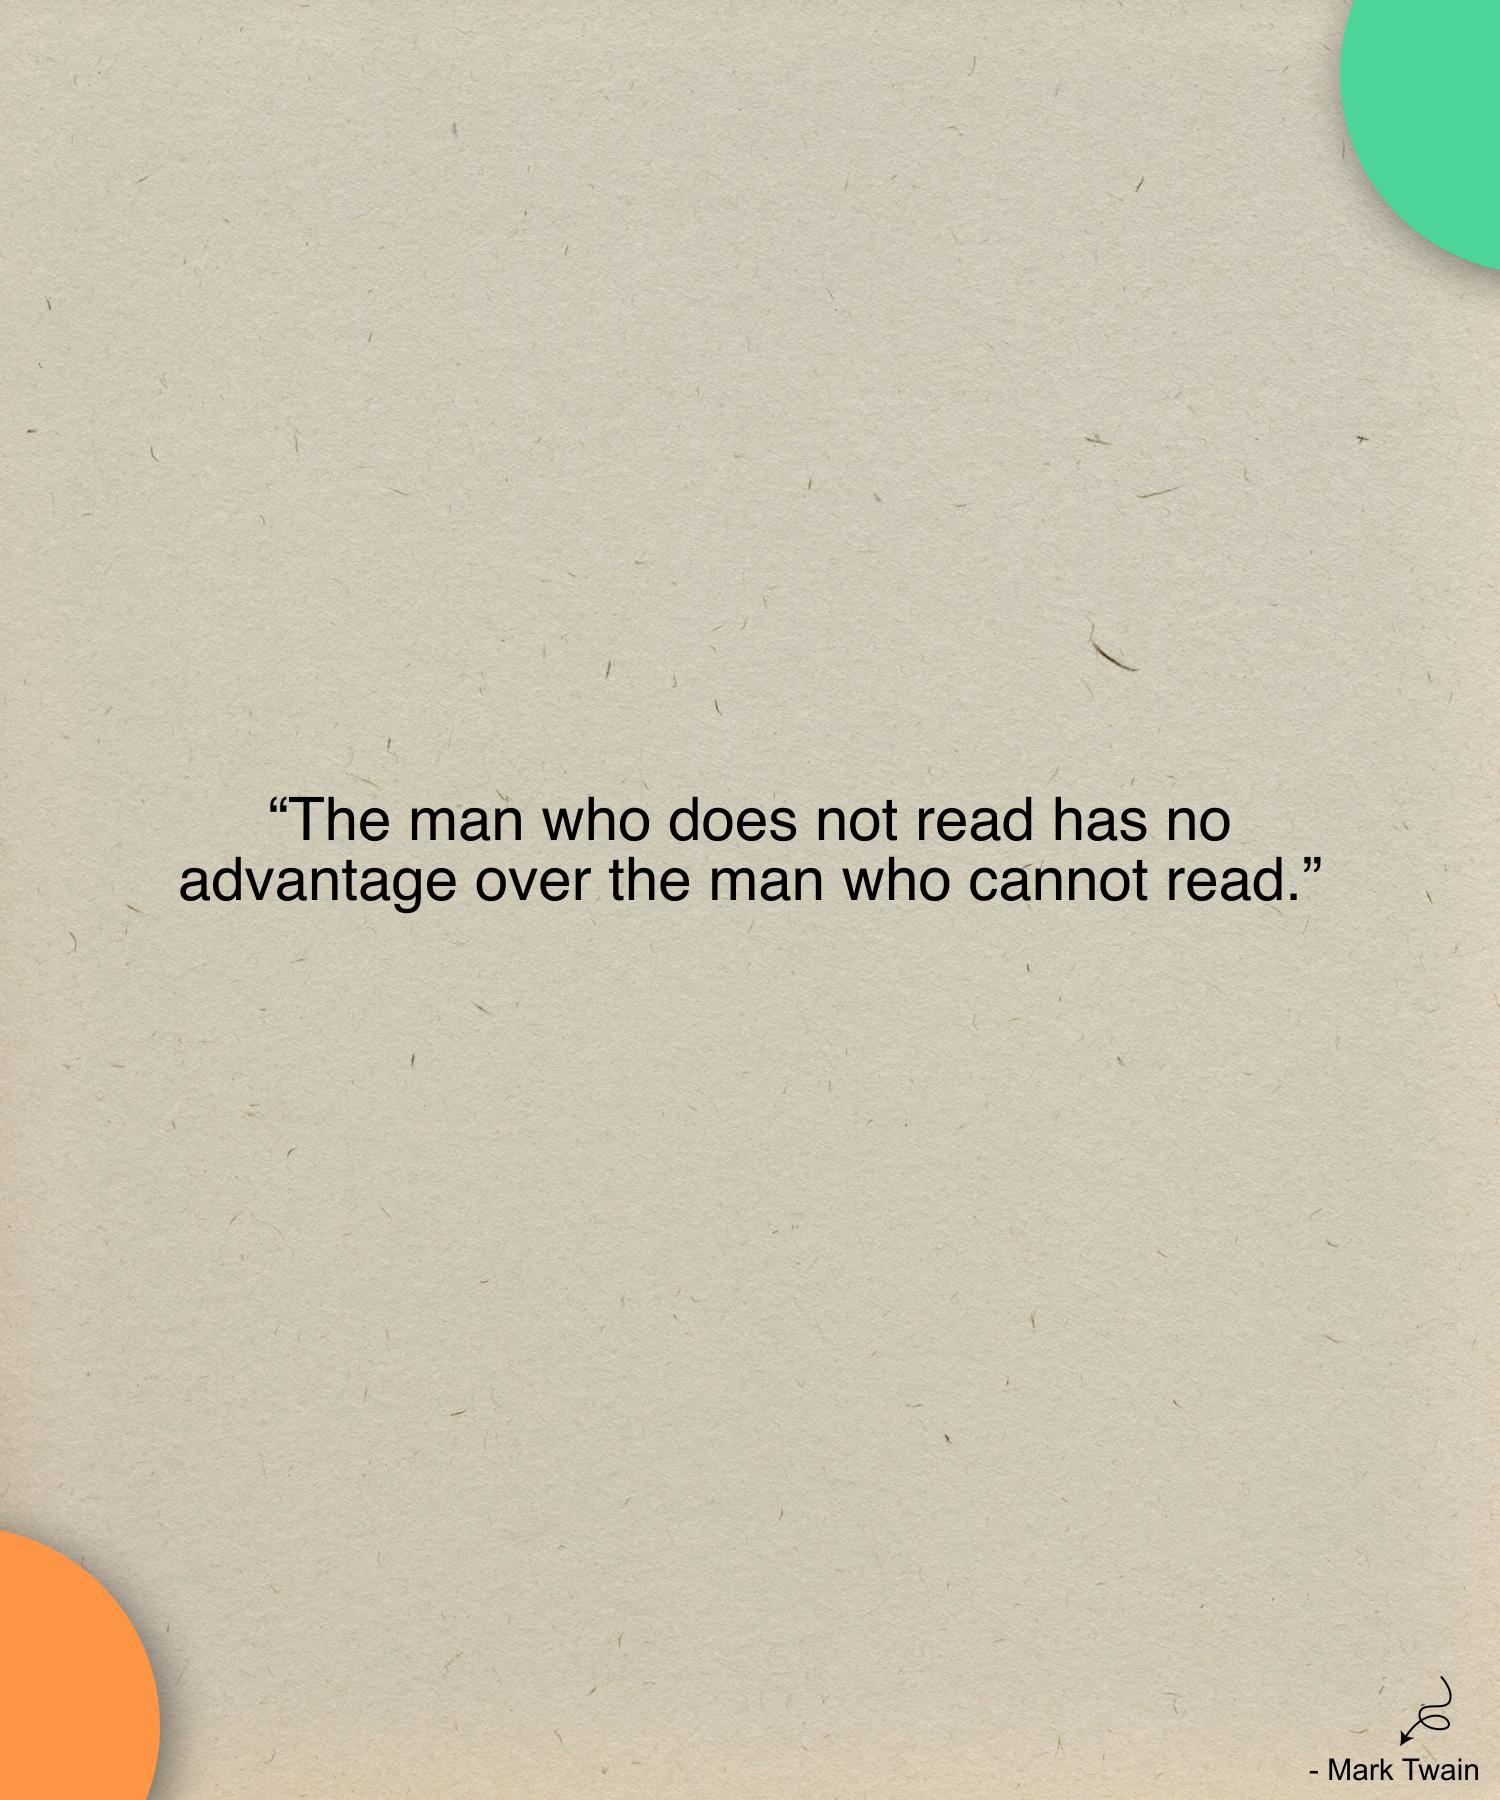 “The man who does not read has no
advantage over the man who cannot read.”
- Mark Twain